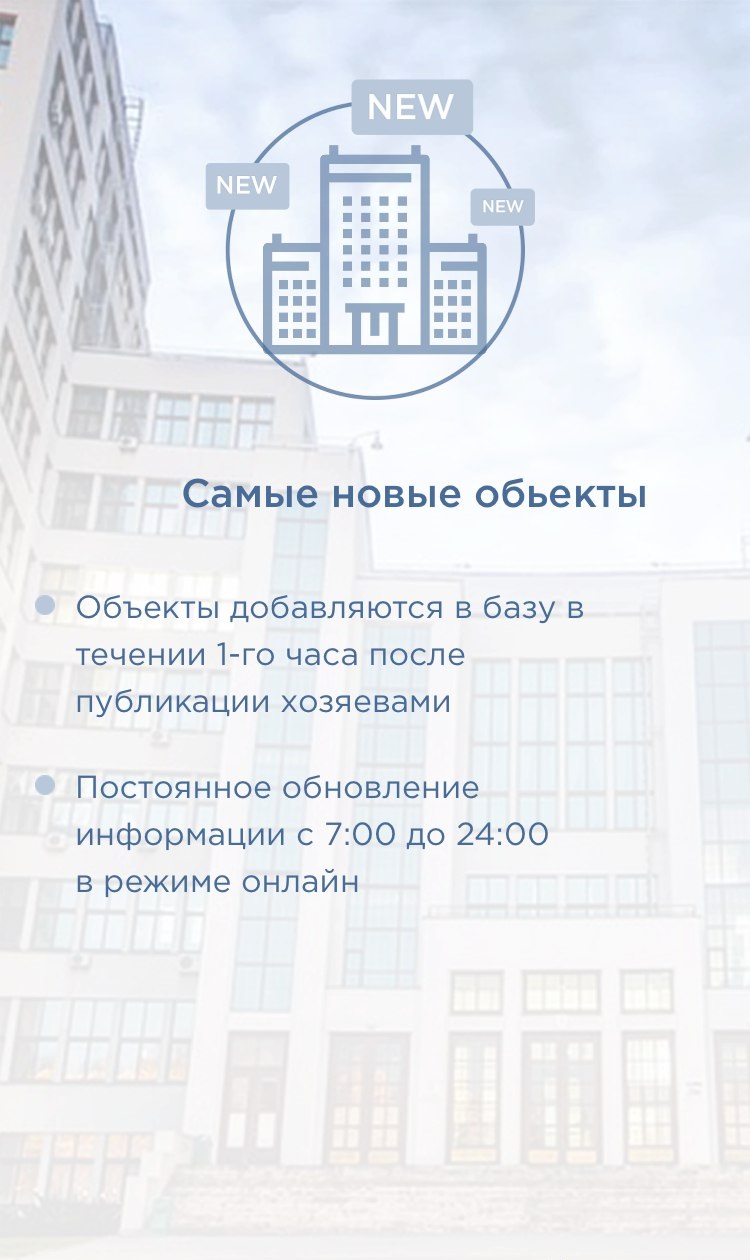 NEW
NEW
NEW
Самые новые обьекты
Объекты добавляются в базу в
течении 1-го часа после
публикации хозяевами
Постоянное обновление
информации с 7:00 до 24:00
в режиме онлайн